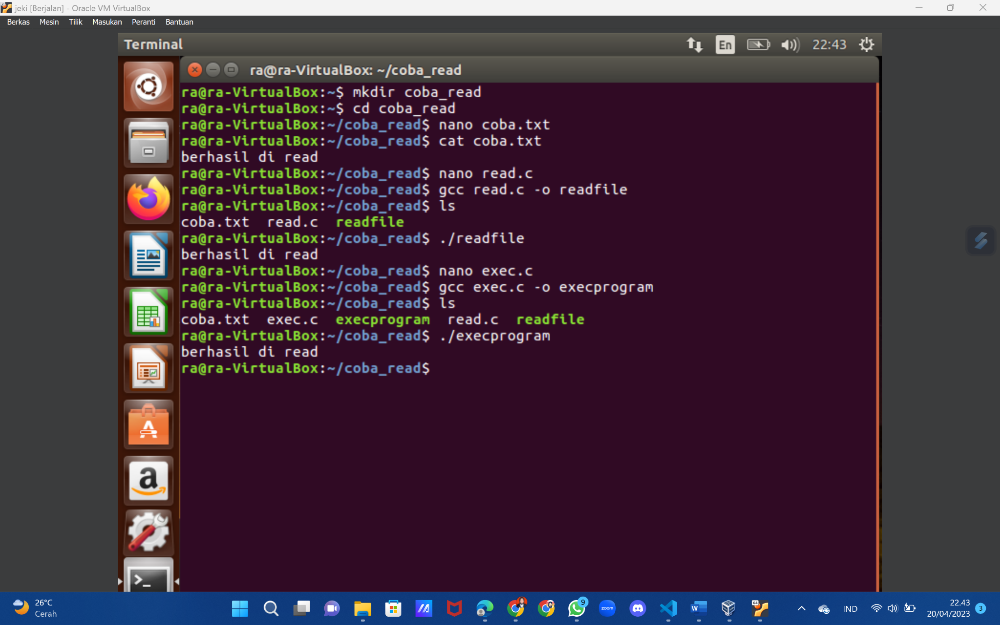 jeki [Berjalan] - Oracle VM VirtualBox
Berkas Mesin Tilik Masukan Peranti Bantuan
Terminal En 22:43
ra@ra-VirtualBox: ~/coba_read
ra@ra-VirtualBox:~$ mkdir coba_read
ra@ra-VirtualBox:~$ cd coba_read
ra@ra-VirtualBox:~/coba_read$ nano coba.txt
ra@ra-VirtualBox:~/coba_read$ cat coba.txt
berhasil di read
ra@ra-VirtualBox:~/coba_read$ nano read.c
ra@ra-VirtualBox:~/coba_read$ gcc read.c -o readfile
ra@ra-VirtualBox:~/coba_read$ ls
coba.txt read.c readfile
ra@ra-VirtualBox:~/coba_read$ ./readfile
berhasil di read
ra@ra-VirtualBox:~/coba_read$ nano exec.c
ra@ra-VirtualBox:~/coba_read$ gcc exec.c -o execprogram
ra@ra-VirtualBox:~/coba_read$ ls
coba.txt exec.c execprogram read.c readfile
ra@ra-VirtualBox:~/coba_read$ ./execprogram
berhasil di read
ra@ra-VirtualBox:~/coba_read$
26°C
Cerah
9
zoom
W
64
IND
22.43
20/04/2023
3